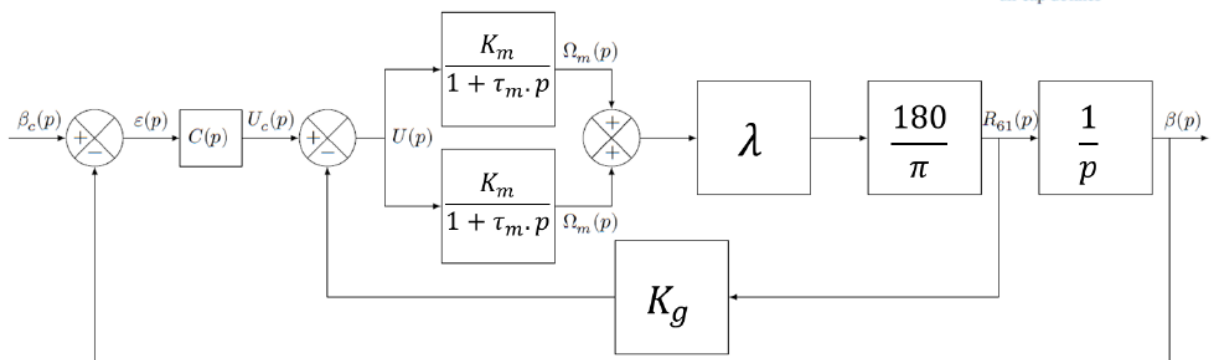 K_m
1 + τ_m. p
Ω_m(p)
β_c(p)
+
−
ε(p)
C(p)
U_c(p)
+
−
U(p)
+
+
λ
180
π
R_61(p)
1
p
β(p)
K_m
1 + τ_m. p
Ω_m(p)
K_g